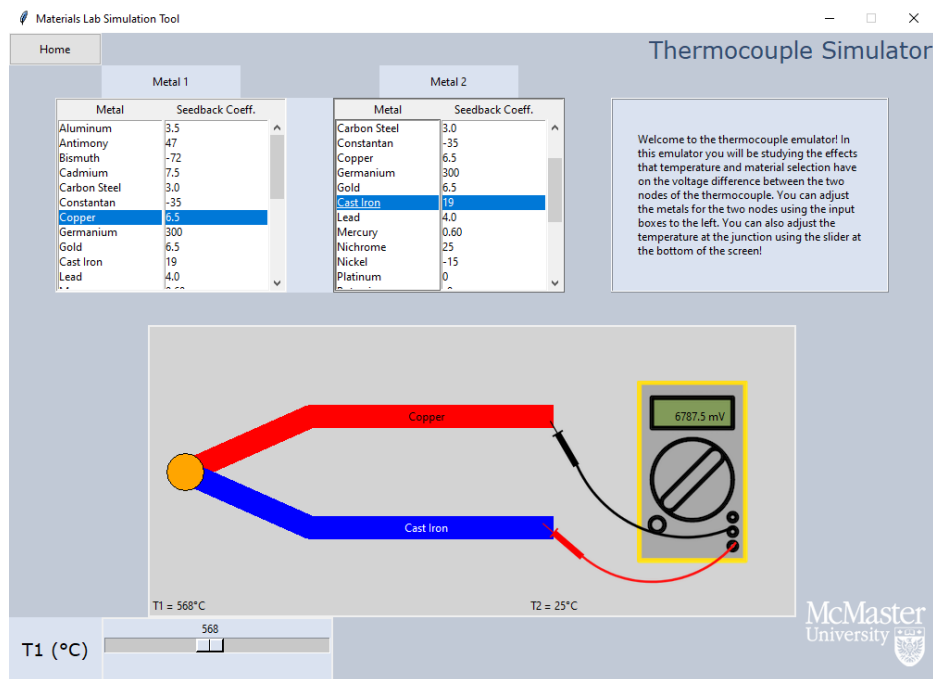 Materials Lab Simulation Tool
Home
Thermocouple Simulator
Metal 1
Metal 2
Metal Seedback Coeff.
Aluminum 3.5
Antimony 47
Bismuth -72
Cadmium 7.5
Carbon Steel 3.0
Constantan -35
Copper 6.5
Germanium 300
Gold 6.5
Cast Iron 19
Lead 4.0
Metal Seedback Coeff.
Carbon Steel 3.0
Constantan -35
Copper 6.5
Germanium 300
Gold 6.5
Cast Iron 19
Lead 4.0
Mercury 0.60
Nichrome 25
Nickel -15
Platinum 0
Welcome to the thermocouple emulator! In
this emulator you will be studying the effects
that temperature and material selection have
on the voltage difference between the two
nodes of the thermocouple. You can adjust
the metals for the two nodes using the input
boxes to the left. You can also adjust the
temperature at the junction using the slider at
the bottom of the screen!
Copper
6787.5 mV
Cast Iron
T1 = 568°C
T2 = 25°C
568
T1 (°C)
McMaster
University